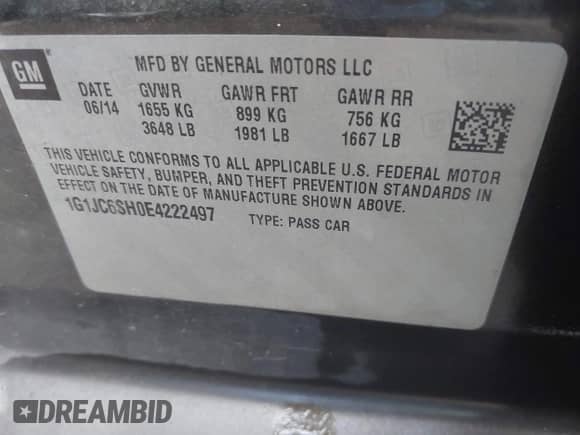 GM
MFD BY GENERAL MOTORS LLC
DATE GVWR GAWR FRT GAWR RR
06/14 1655 KG 899 KG 756 KG
3648 LB 1981 LB 1667 LB
THIS VEHICLE CONFORMS TO ALL APPLICABLE U.S. FEDERAL MOTOR
VEHICLE SAFETY, BUMPER, AND THEFT PREVENTION STANDARDS IN
EFFECT ON THE DATE OF MANUFACTURE SHOWN ABOVE.
1G1JC6SH0E4222497 TYPE: PASS CAR
DREAMBID